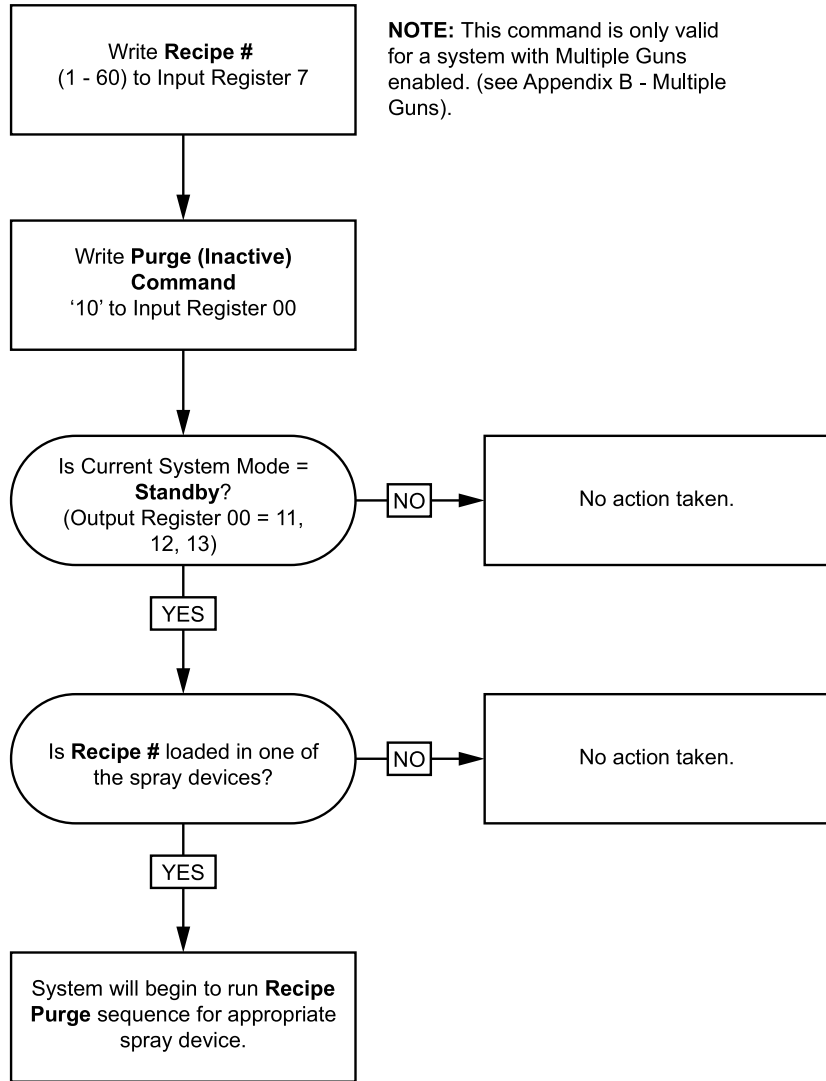 Write Recipe #
(1 - 60) to Input Register 7
NOTE: This command is only valid
for a system with Multiple Guns
enabled. (see Appendix B - Multiple
Guns).
Write Purge (Inactive)
Command
‘10’ to Input Register 00
Is Current System Mode =
Standby?
(Output Register 00 = 11,
12, 13)
NO
No action taken.
YES
Is Recipe # loaded in one of
the spray devices?
NO
No action taken.
YES
System will begin to run Recipe
Purge sequence for appropriate
spray device.